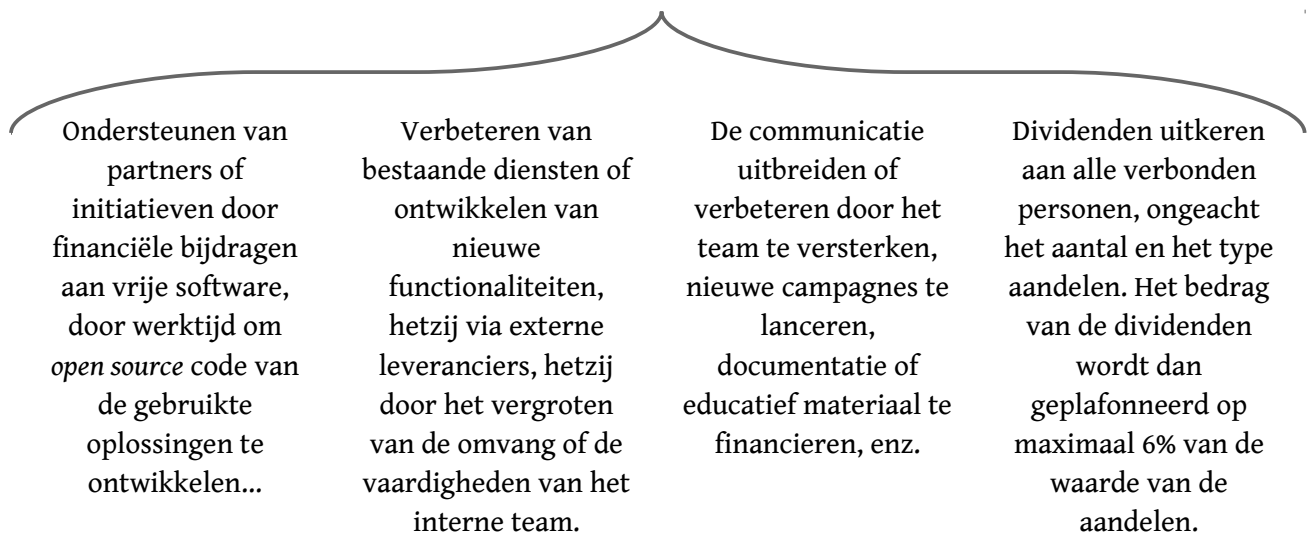 Ondersteunen van
partners of
initiatieven door
financiële bijdragen
aan vrije software,
door werktijd om
open source code van
de gebruikte
oplossingen te
ontwikkelen...
Verbeteren van
bestaande diensten of
ontwikkelen van
nieuwe
functionaliteiten,
hetzij via externe
leveranciers, hetzij
door het vergroten
van de omvang of de
vaardigheden van het
interne team.
De communicatie
uitbreiden of
verbeteren door het
team te versterken,
nieuwe campagnes te
lanceren,
documentatie of
educatief materiaal te
financieren, enz.
Dividenden uitkeren
aan alle verbonden
personen, ongeacht
het aantal en het type
aandelen. Het bedrag
van de dividenden
wordt dan
geplafonneerd op
maximaal 6% van de
waarde van de
aandelen.